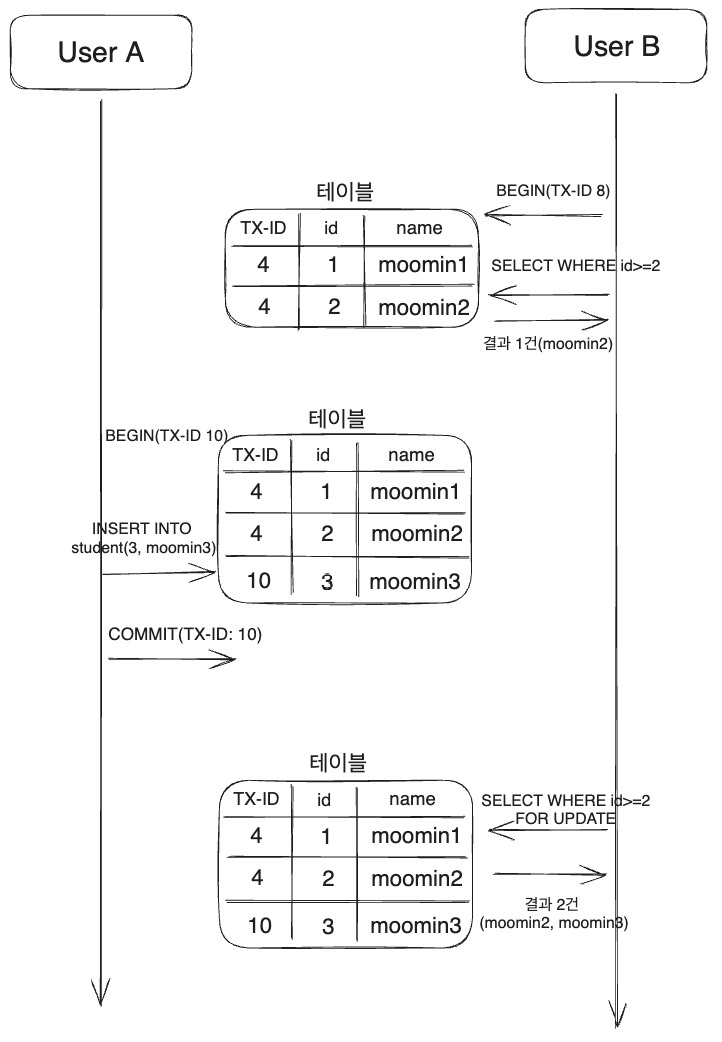 User A
User B
테이블
BEGIN(TX-ID 8)
TX-ID id name
4 1 moomin1
SELECT WHERE id>=2
4 2 moomin2
결과 1건(moomin2)
테이블
BEGIN(TX-ID 10)
TX-ID id name
4 1 moomin1
4 2 moomin2
INSERT INTO
student(3, moomin3)
10 3 moomin3
COMMIT(TX-ID: 10)
테이블
TX-ID id name
SELECT WHERE id>=2
FOR UPDATE
4 1 moomin1
4 2 moomin2
결과 2건
(moomin2, moomin3)
10 3 moomin3